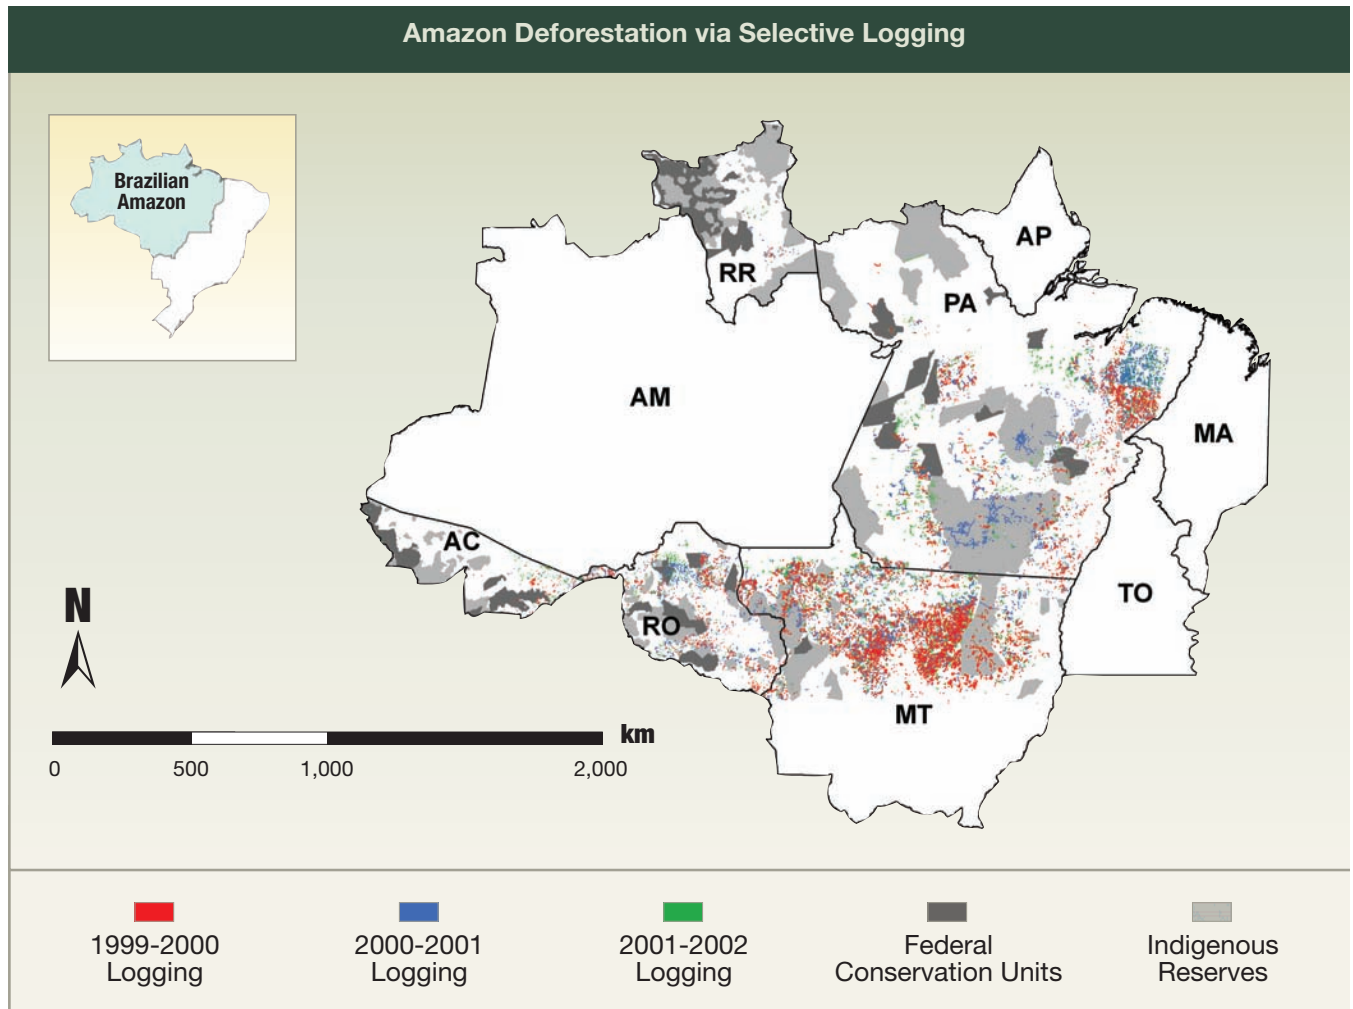 Amazon Deforestation via Selective Logging
Brazilian
Amazon
RR
AP
PA
AM
MA
AC
TO
RO
MT
N
km
0 500 1,000 2,000
1999-2000
Logging
2000-2001
Logging
2001-2002
Logging
Federal
Conservation Units
Indigenous
Reserves